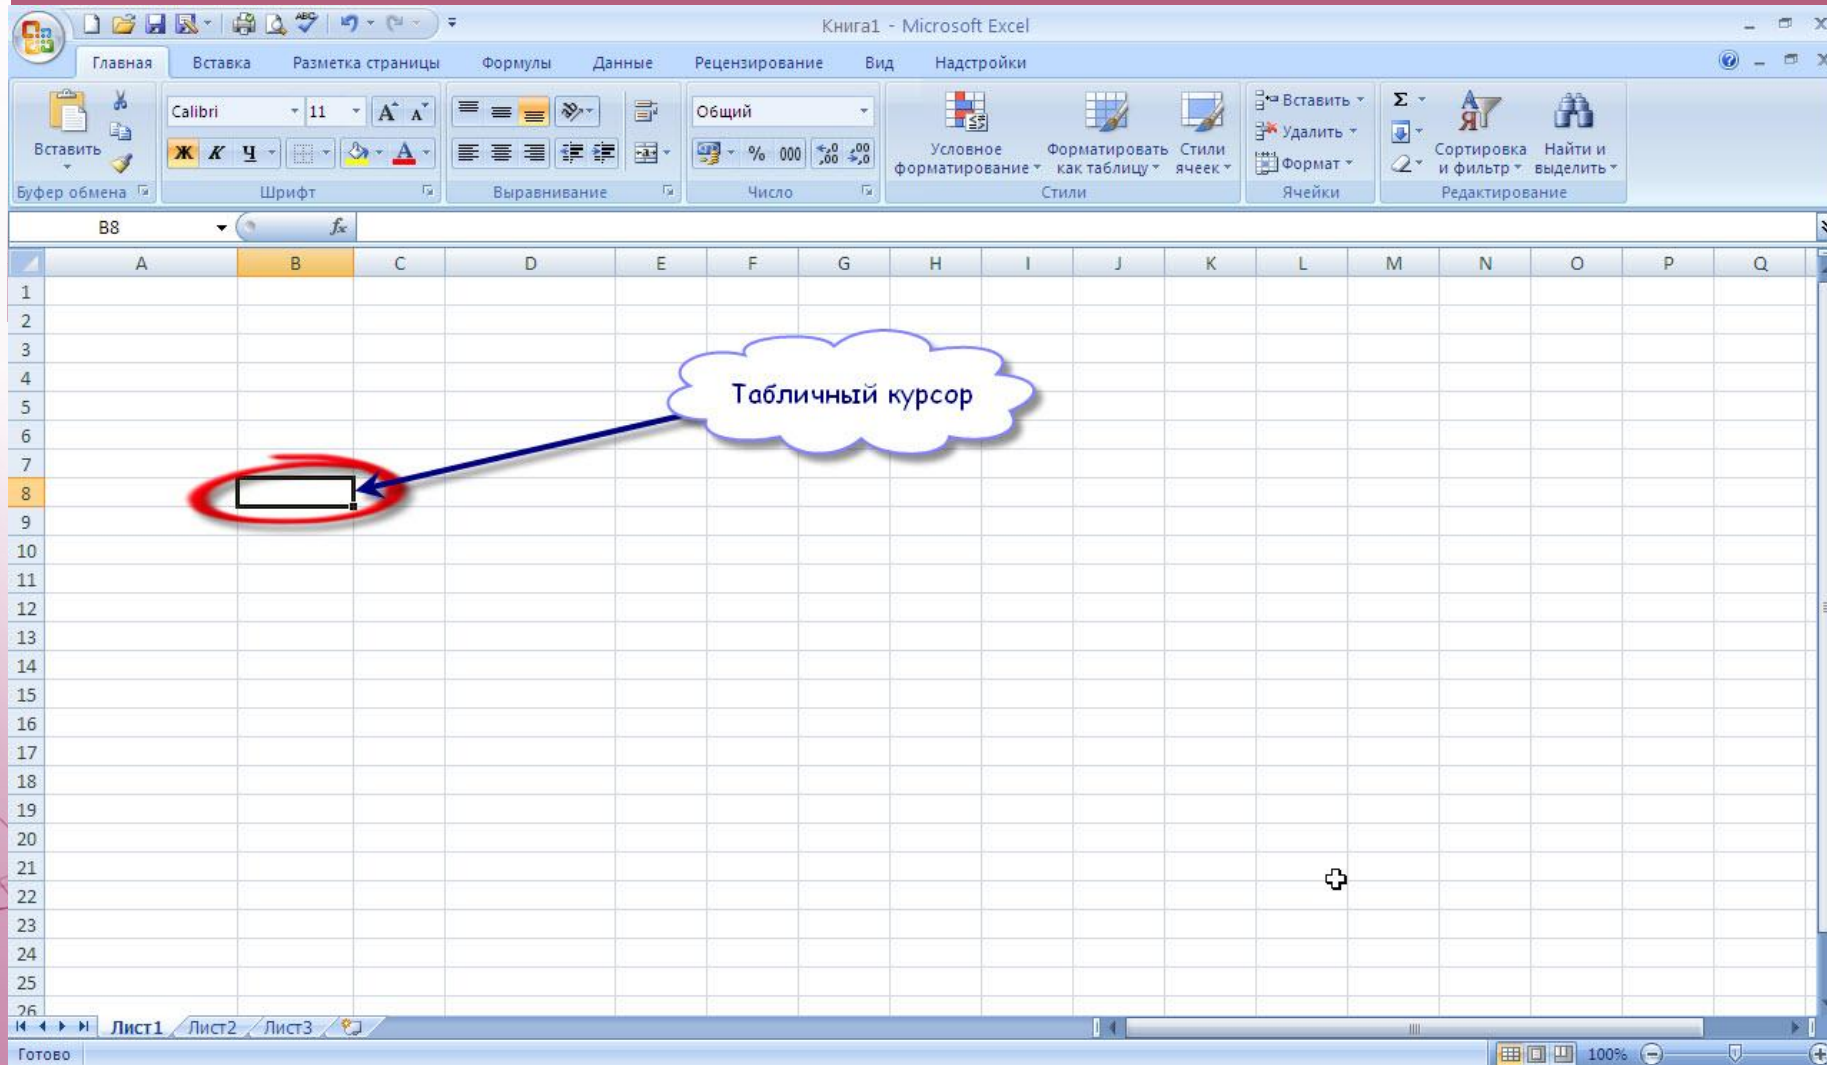 Книга1 - Microsoft Excel
Главная Вставка Разметка страницы Формулы Данные Рецензирование Вид Надстройки
Вставить
Calibri 11 A A
Ж К Ч A
Общий
% 000 ,00 ,0
Условное форматирование
Форматировать как таблицу
Стили ячеек
Вставить
Удалить
Формат
Σ
Сортировка и фильтр
Найти и выделить
Буфер обмена Шрифт Выравнивание Число Стили Ячейки Редактирование
B8 fx
A B C D E F G H I J K L M N O P Q
1
2
3
4
5
6
7
8
9
10
11
12
13
14
15
16
17
18
19
20
21
22
23
24
25
26
Табличный курсор
Лист1 Лист2 Лист3
Готово 100%